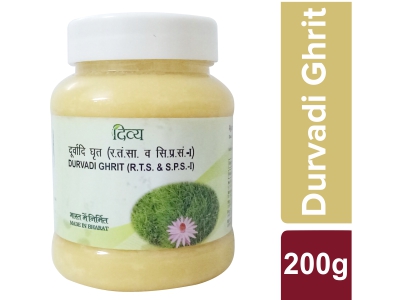 दिव्य
दूर्वादि घृत (र.तं.सा. व सि.प्र.सं.-I)
DURVADI GHRIT (R.T.S. & S.P.S.-I)
भारत में निर्मित
MADE IN BHARAT
Durvadi Ghrit
200g